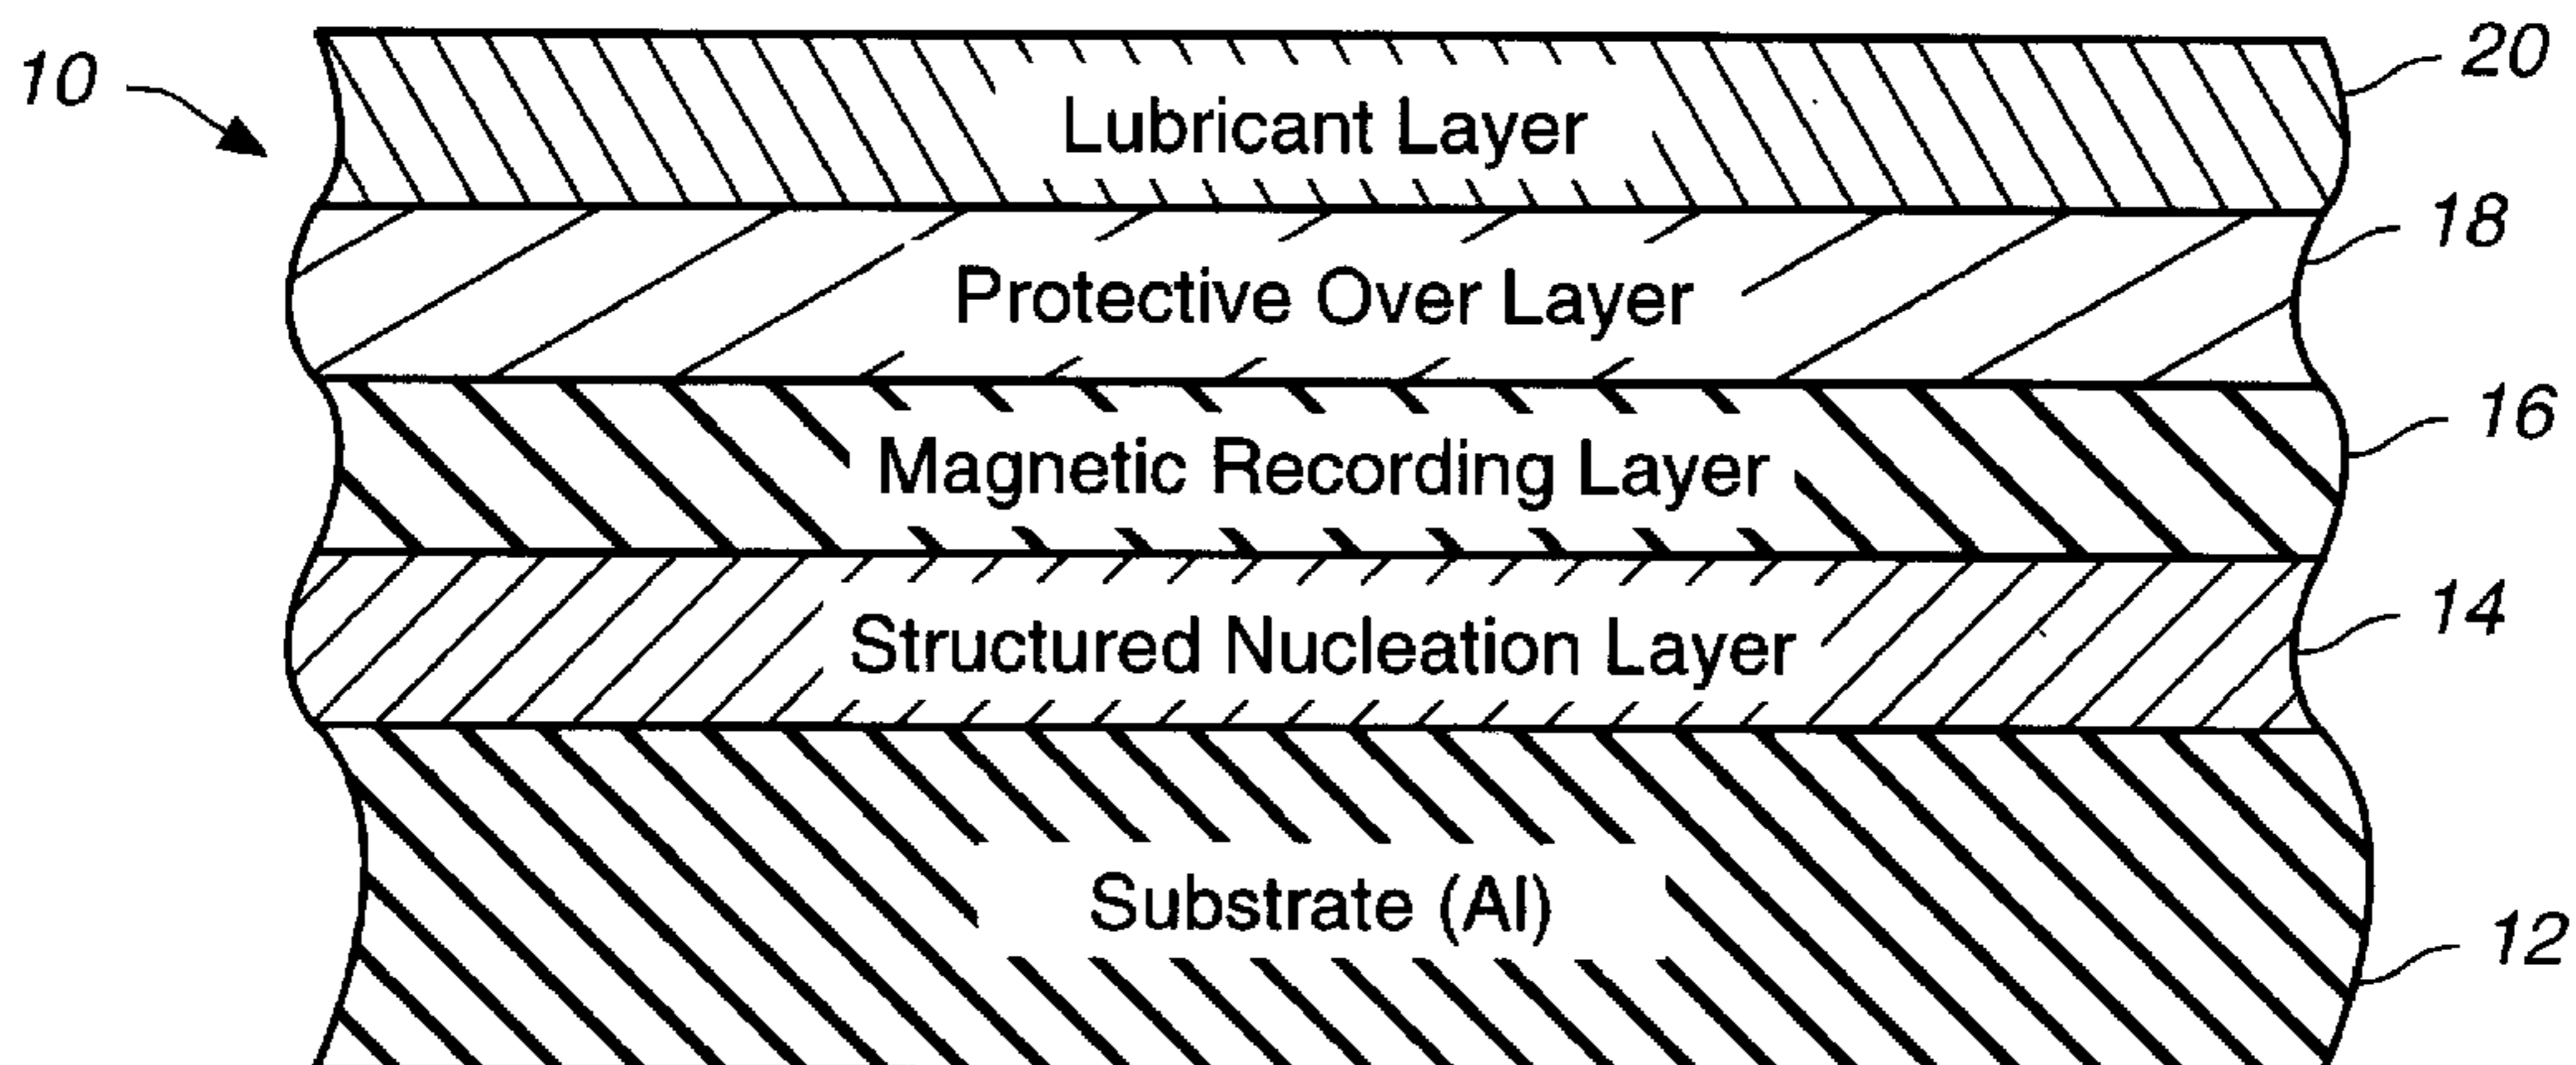 10
20
Lubricant Layer
18
Protective Over Layer
16
Magnetic Recording Layer
14
Structured Nucleation Layer
Substrate (Al)
12